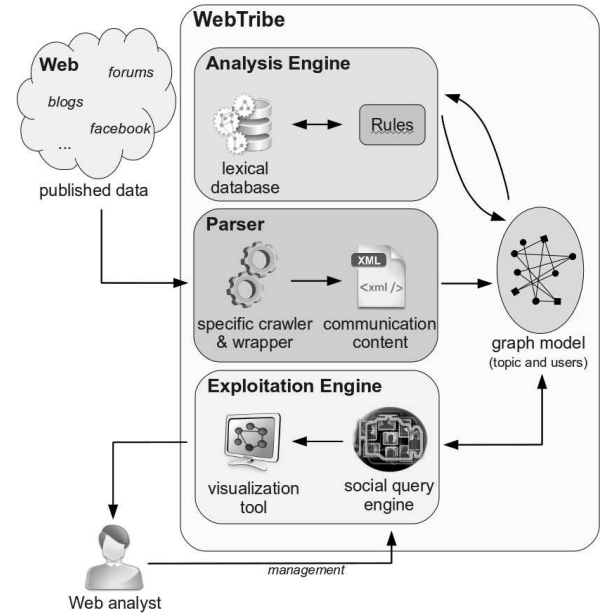 WebTribe
Web
forums
blogs
facebook
...
published data
Analysis Engine
lexical
database
Rules
Parser
XML
<xml />
specific crawler
& wrapper
communication
content
graph model
(topic and users)
Exploitation Engine
visualization
tool
social query
engine
Web analyst
management